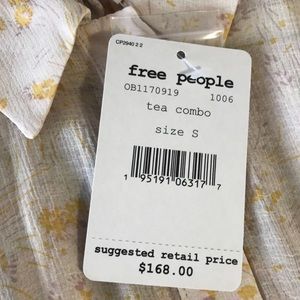 CP2940 2 2
free people
OB1170919 1006
tea combo
size S
1 95191 06317 7
suggested retail price
$168.00